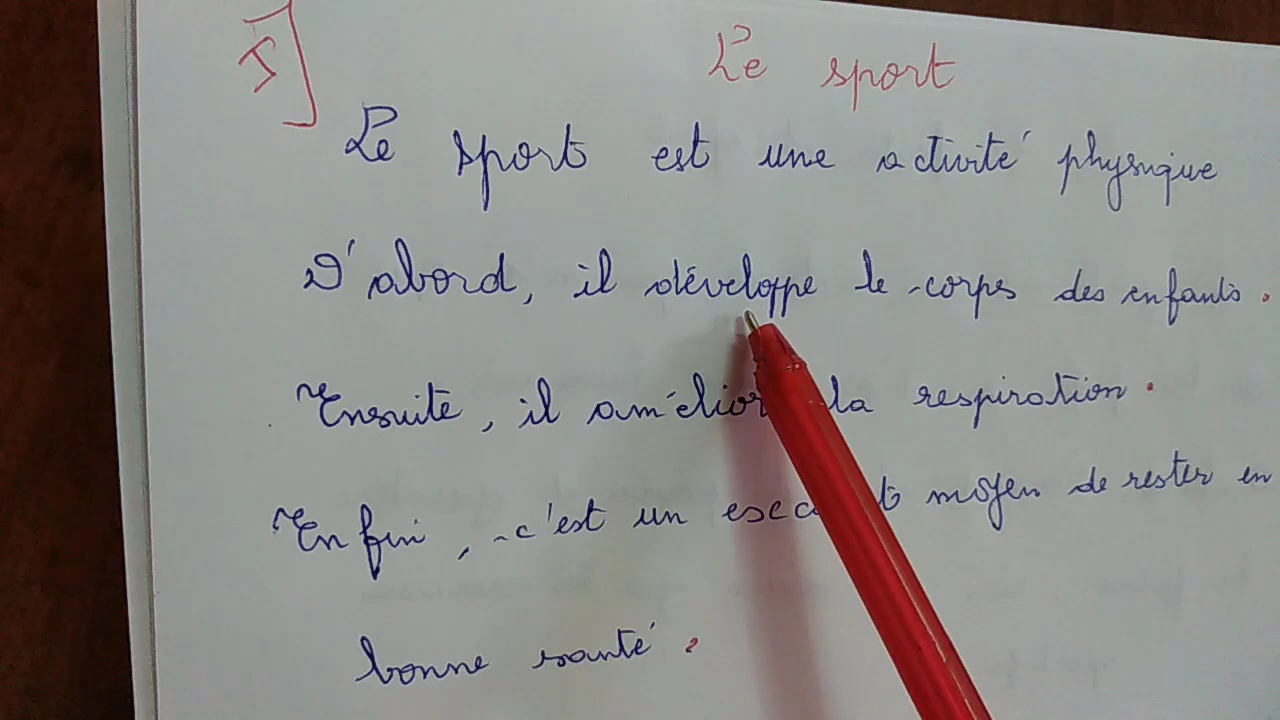 I]
Le sport
Le sport est une activité physique
D'abord, il développe le corps des enfants.
Ensuite, il amélior la respiration.
Enfin, c'est un moyen de rester en
bonne santé.